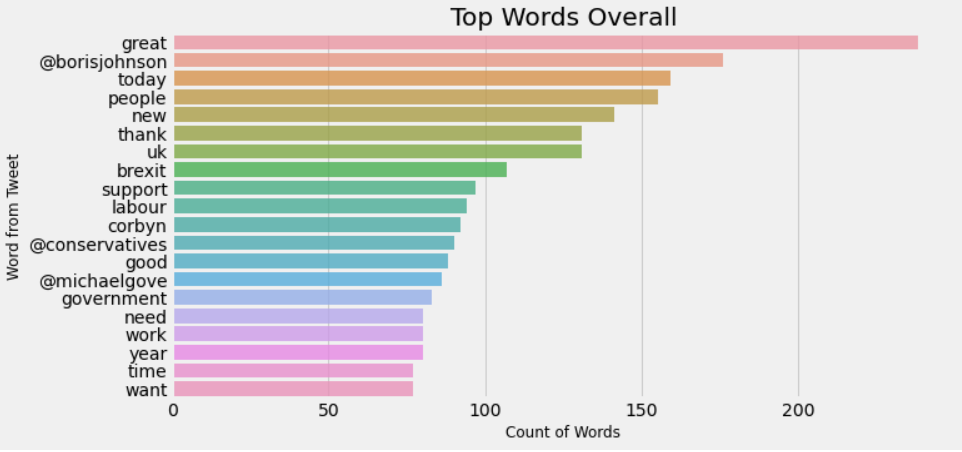 Top Words Overall
great
@borisjohnson
today
people
new
thank
uk
brexit
support
labour
corbyn
@conservatives
good
@michaelgove
government
need
work
year
time
want
Word from Tweet
0 50 100 150 200
Count of Words